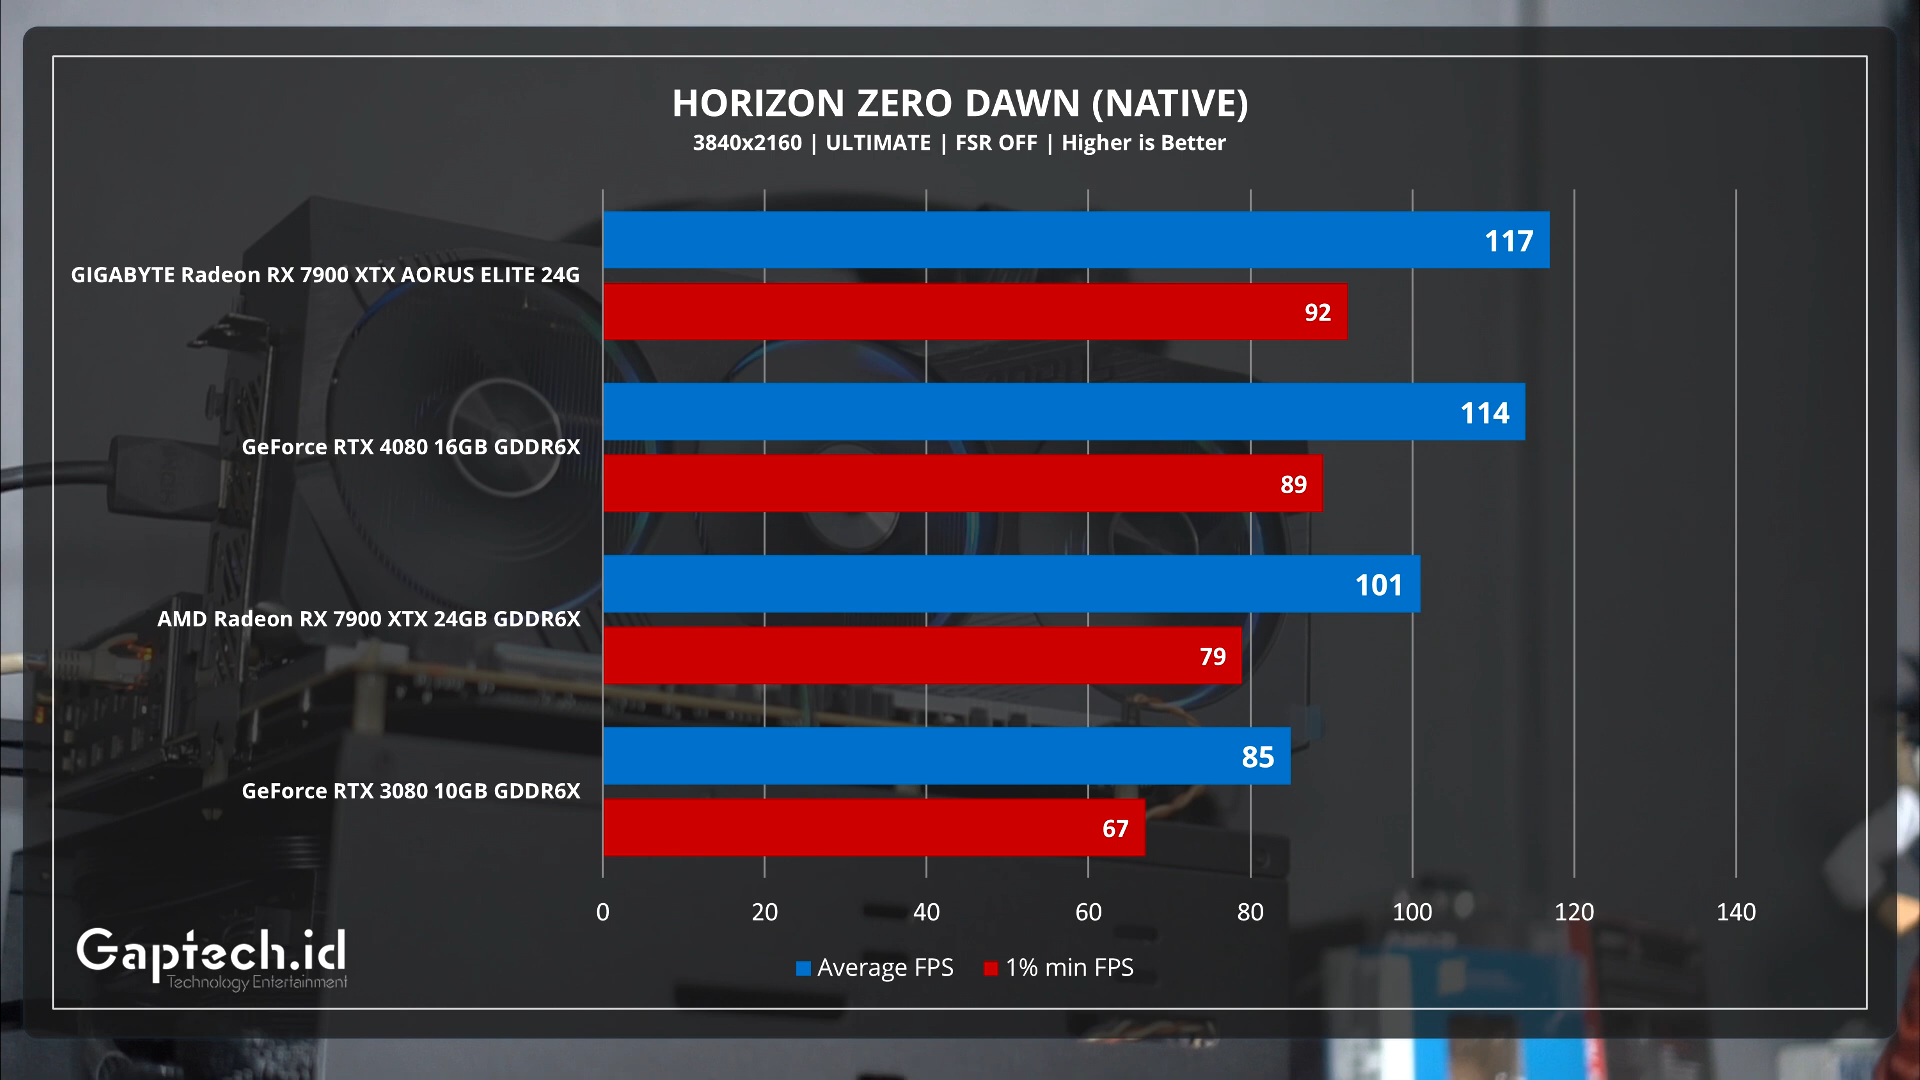 HORIZON ZERO DAWN (NATIVE)
3840x2160 | ULTIMATE | FSR OFF | Higher is Better
GIGABYTE Radeon RX 7900 XTX AORUS ELITE 24G
117
92
GeForce RTX 4080 16GB GDDR6X
114
89
AMD Radeon RX 7900 XTX 24GB GDDR6X
101
79
GeForce RTX 3080 10GB GDDR6X
85
67
0 20 40 60 80 100 120 140
Average FPS 1% min FPS
Gaptech.id
Technology Entertainment